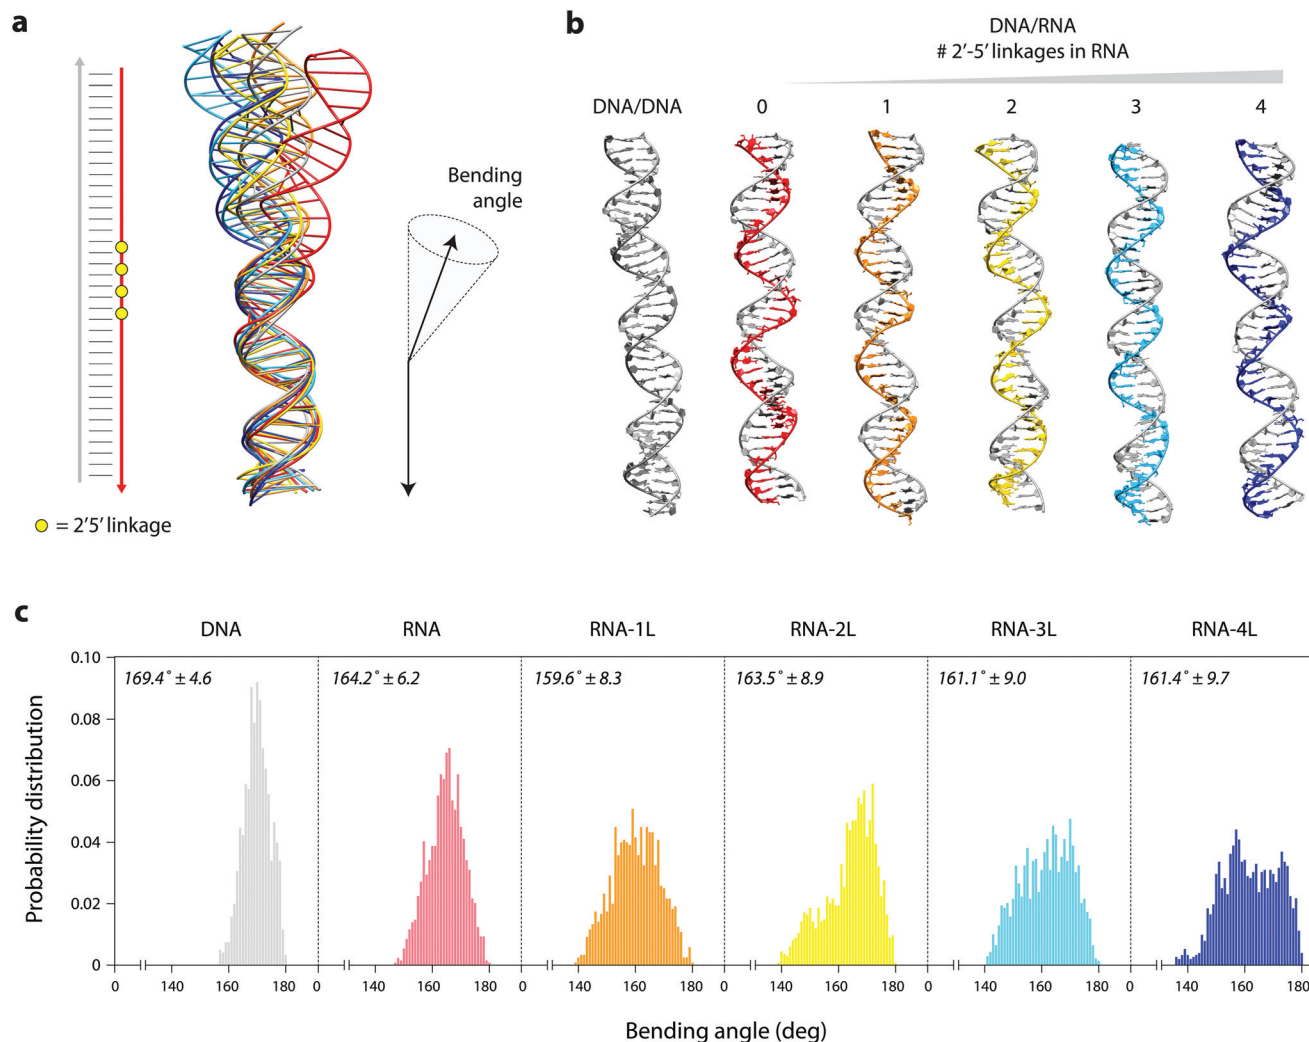 a
Bending
angle
= 2'5' linkage
b
DNA/RNA
# 2'-5' linkages in RNA
DNA/DNA 0 1 2 3 4
c
DNA RNA RNA-1L RNA-2L RNA-3L RNA-4L
169.4° ± 4.6 164.2° ± 6.2 159.6° ± 8.3 163.5° ± 8.9 161.1° ± 9.0 161.4° ± 9.7
Probability distribution
0.10
0.08
0.06
0.04
0.02
0
0 140 160 180 0 140 160 180 0 140 160 180 0 140 160 180 0 140 160 180 0 140 160 180
Bending angle (deg)